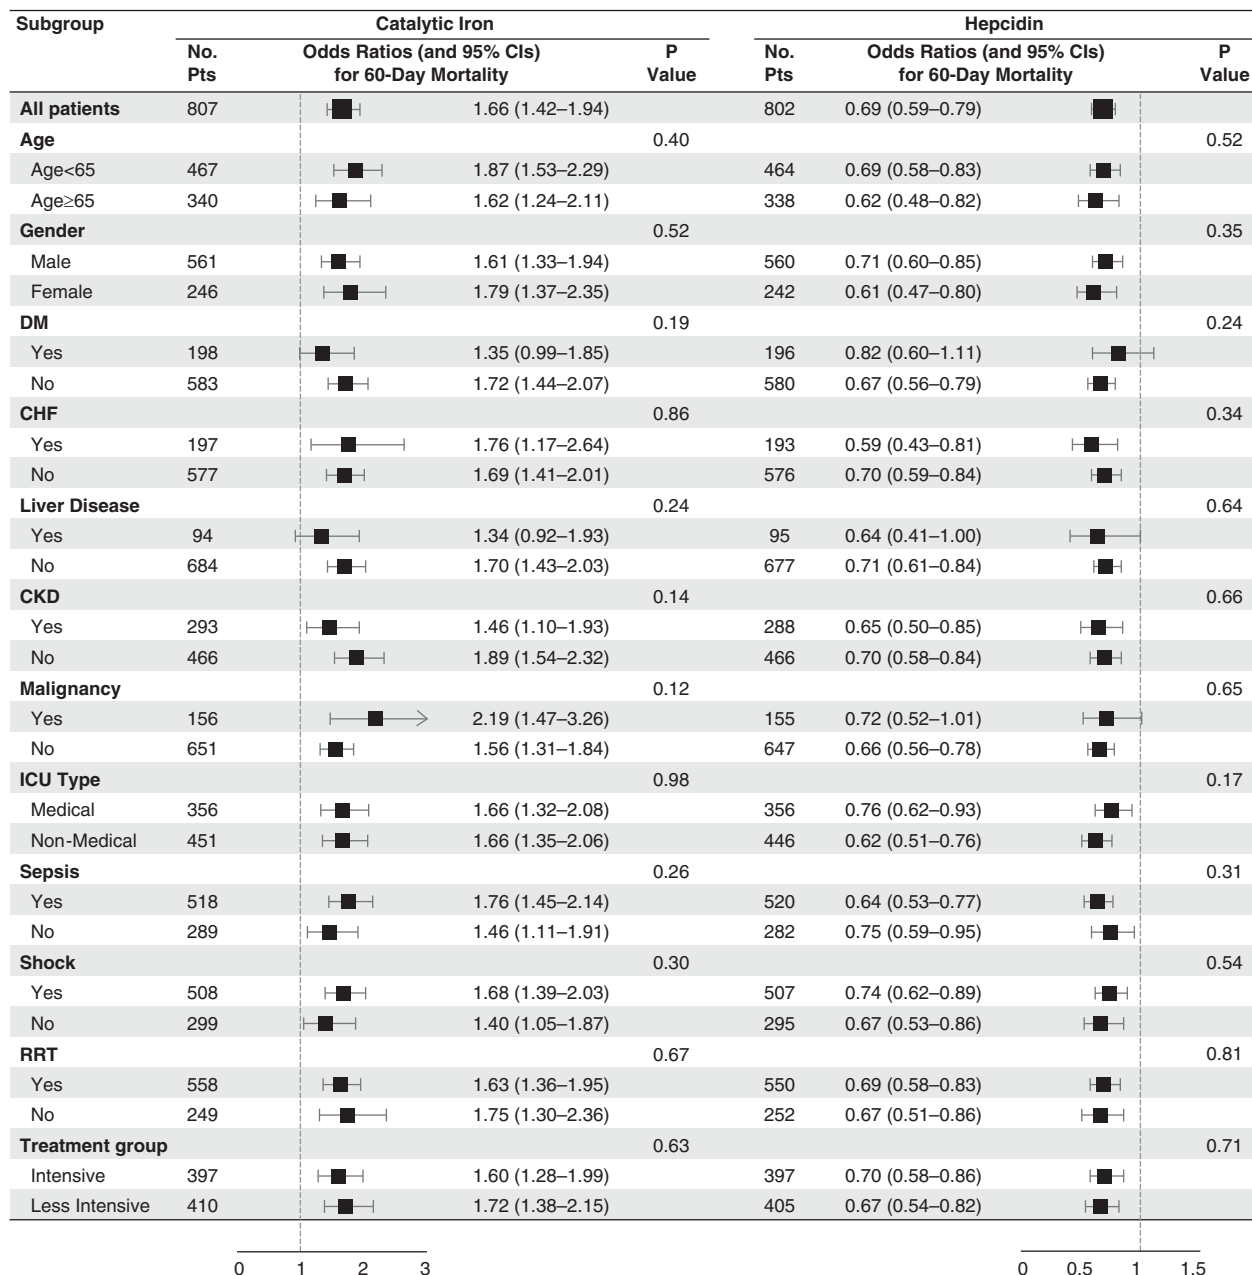 Subgroup Catalytic Iron Hepcidin
No. Odds Ratios (and 95% CIs) P No. Odds Ratios (and 95% CIs) P
Pts for 60-Day Mortality Value Pts for 60-Day Mortality Value
All patients 807 1.66 (1.42–1.94) 802 0.69 (0.59–0.79)
Age 0.40 0.52
Age<65 467 1.87 (1.53–2.29) 464 0.69 (0.58–0.83)
Age≥65 340 1.62 (1.24–2.11) 338 0.62 (0.48–0.82)
Gender 0.52 0.35
Male 561 1.61 (1.33–1.94) 560 0.71 (0.60–0.85)
Female 246 1.79 (1.37–2.35) 242 0.61 (0.47–0.80)
DM 0.19 0.24
Yes 198 1.35 (0.99–1.85) 196 0.82 (0.60–1.11)
No 583 1.72 (1.44–2.07) 580 0.67 (0.56–0.79)
CHF 0.86 0.34
Yes 197 1.76 (1.17–2.64) 193 0.59 (0.43–0.81)
No 577 1.69 (1.41–2.01) 576 0.70 (0.59–0.84)
Liver Disease 0.24 0.64
Yes 94 1.34 (0.92–1.93) 95 0.64 (0.41–1.00)
No 684 1.70 (1.43–2.03) 677 0.71 (0.61–0.84)
CKD 0.14 0.66
Yes 293 1.46 (1.10–1.93) 288 0.65 (0.50–0.85)
No 466 1.89 (1.54–2.32) 466 0.70 (0.58–0.84)
Malignancy 0.12 0.65
Yes 156 2.19 (1.47–3.26) 155 0.72 (0.52–1.01)
No 651 1.56 (1.31–1.84) 647 0.66 (0.56–0.78)
ICU Type 0.98 0.17
Medical 356 1.66 (1.32–2.08) 356 0.76 (0.62–0.93)
Non-Medical 451 1.66 (1.35–2.06) 446 0.62 (0.51–0.76)
Sepsis 0.26 0.31
Yes 518 1.76 (1.45–2.14) 520 0.64 (0.53–0.77)
No 289 1.46 (1.11–1.91) 282 0.75 (0.59–0.95)
Shock 0.30 0.54
Yes 508 1.68 (1.39–2.03) 507 0.74 (0.62–0.89)
No 299 1.40 (1.05–1.87) 295 0.67 (0.53–0.86)
RRT 0.67 0.81
Yes 558 1.63 (1.36–1.95) 550 0.69 (0.58–0.83)
No 249 1.75 (1.30–2.36) 252 0.67 (0.51–0.86)
Treatment group 0.63 0.71
Intensive 397 1.60 (1.28–1.99) 397 0.70 (0.58–0.86)
Less Intensive 410 1.72 (1.38–2.15) 405 0.67 (0.54–0.82)
0 1 2 3 0 0.5 1 1.5